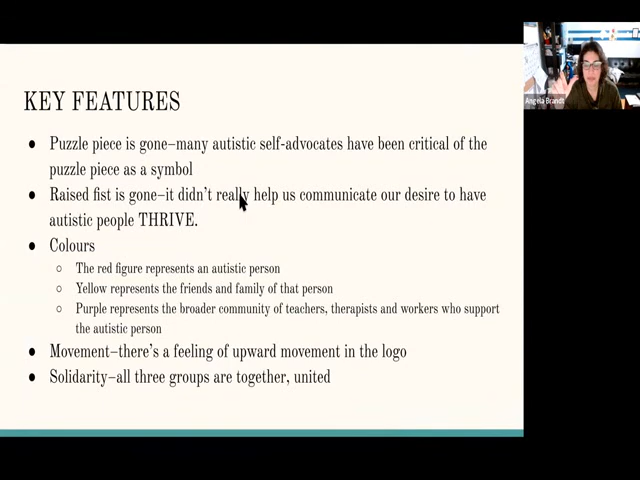 KEY FEATURES
● Puzzle piece is gone–many autistic self-advocates have been critical of the
puzzle piece as a symbol
● Raised fist is gone–it didn't really help us communicate our desire to have
autistic people THRIVE.
● Colours
○ The red figure represents an autistic person
○ Yellow represents the friends and family of that person
○ Purple represents the broader community of teachers, therapists and workers who support
the autistic person
● Movement–there's a feeling of upward movement in the logo
● Solidarity–all three groups are together, united
Angela Brandt